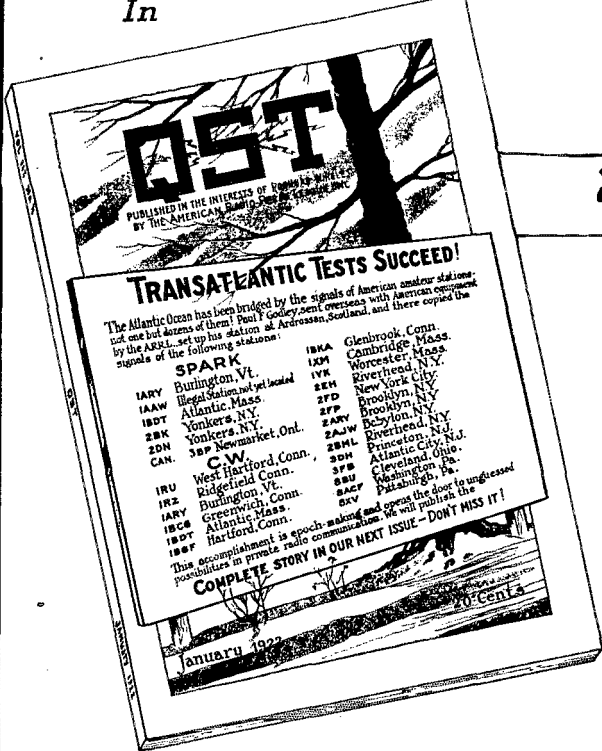 In
QST
PUBLISHED IN THE INTERESTS OF
BY THE AMERICAN RADIO RELAY LEAGUE INC
TRANSATLANTIC TESTS SUCCEED!
The Atlantic Ocean has been bridged by the signals of American amateur stations;
not one but dozens of them! Paul F Godley, sent overseas with American equipment
by the ARRL, set up his station at Ardrossan, Scotland, and there copied the
signals of the following stations:
SPARK
1ARY Burlington, Vt.
1AAW Illegal Station, not yet located
1BDT Atlantic, Mass.
2BK Yonkers, N.Y.
2DN Yonkers, N.Y.
CAN. 3BP Newmarket, Ont.
C.W.
1RU West Hartford, Conn.
1RZ Ridgefield Conn.
1ARY Burlington, Vt.
1BCG Greenwich, Conn.
1BDT Atlantic Mass.
1BGF Hartford, Conn.
1BKA Glenbrook, Conn.
1XM Cambridge, Mass.
1YK Worcester, Mass.
2EH Riverhead, N.Y.
2FD New York City.
2FP Brooklyn, N.Y.
2ARY Brooklyn, N.Y.
2AJW Babylon, N.Y.
2BML Riverhead, N.Y.
3DH Princeton, N.J.
3FB Atlantic City, N.J.
8BU Cleveland, Ohio.
8AZF Washington Pa.
8XV Pittsburgh, Pa.
This accomplishment is epoch-making and opens the door to unguessed
possibilities in private radio communication. We will publish the
COMPLETE STORY IN OUR NEXT ISSUE - DON'T MISS IT!
January 1922
20 Cents
QST
JANUARY 1922